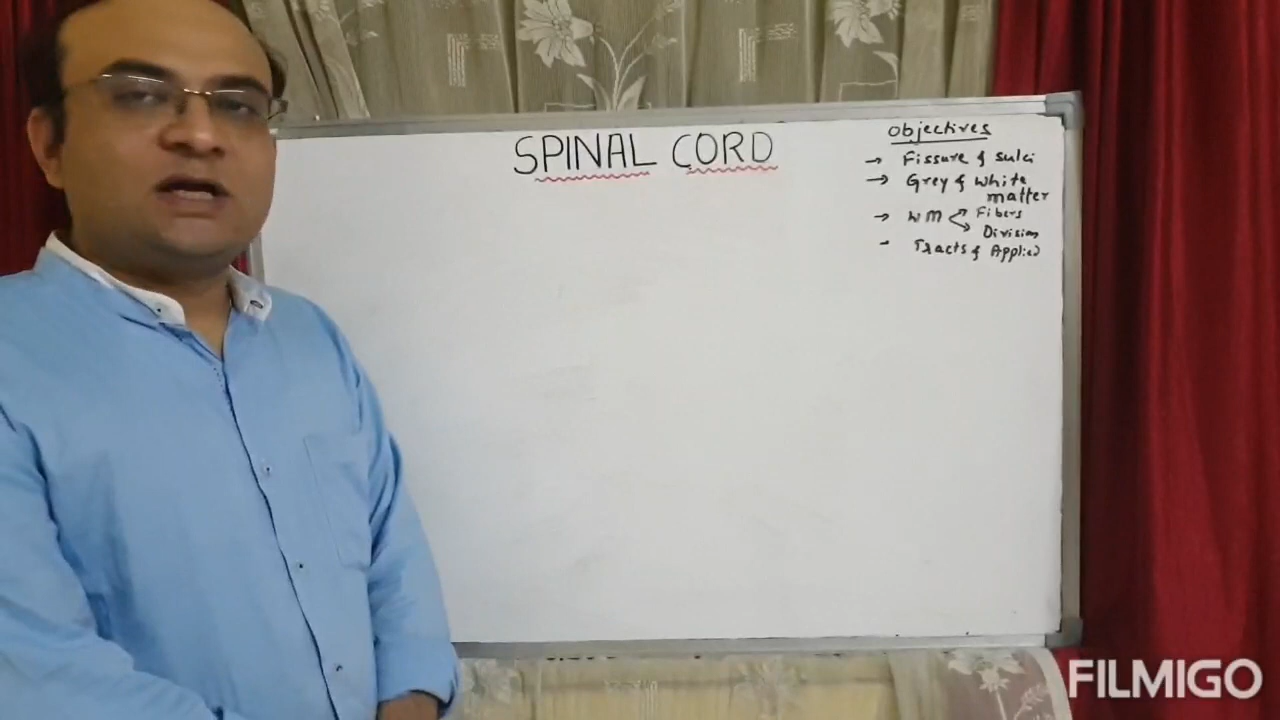 SPINAL CORD
Objectives
→ Fissure & Sulci
→ Grey & White
matter
→ WM < Fibers
Division
- Tracts & Applied
FILMIGO